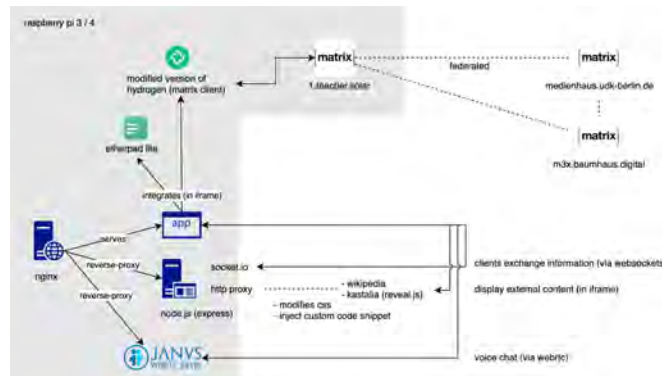 raspberry pi 3 / 4
modified version of
hydrogen (matrix client)
[matrix]
federated
[matrix]
medienhaus.udk-berlin.de
[matrix]
m3x.baumhaus.digital
etherpad lite
integrates (in iframe)
app
serves
nginx
reverse-proxy
reverse-proxy
socket.io
http proxy
node.js (express)
- wikipedia
- kastalia (reveal.js)
- modifies css
- inject custom code snippet
clients exchange information (via websockets
display external content (in iframe)
JANVS
voice chat (via webrtc)